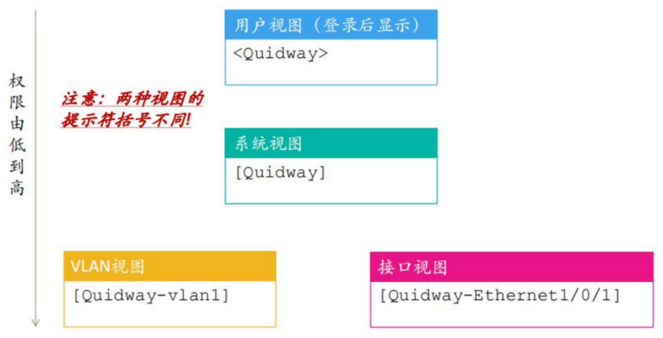 用户视图（登录后显示）
<Quidway>
权限由低到高
注意：两种视图的
提示符括号不同!
系统视图
[Quidway]
VLAN视图
[Quidway-vlan1]
接口视图
[Quidway-Ethernet1/0/1]